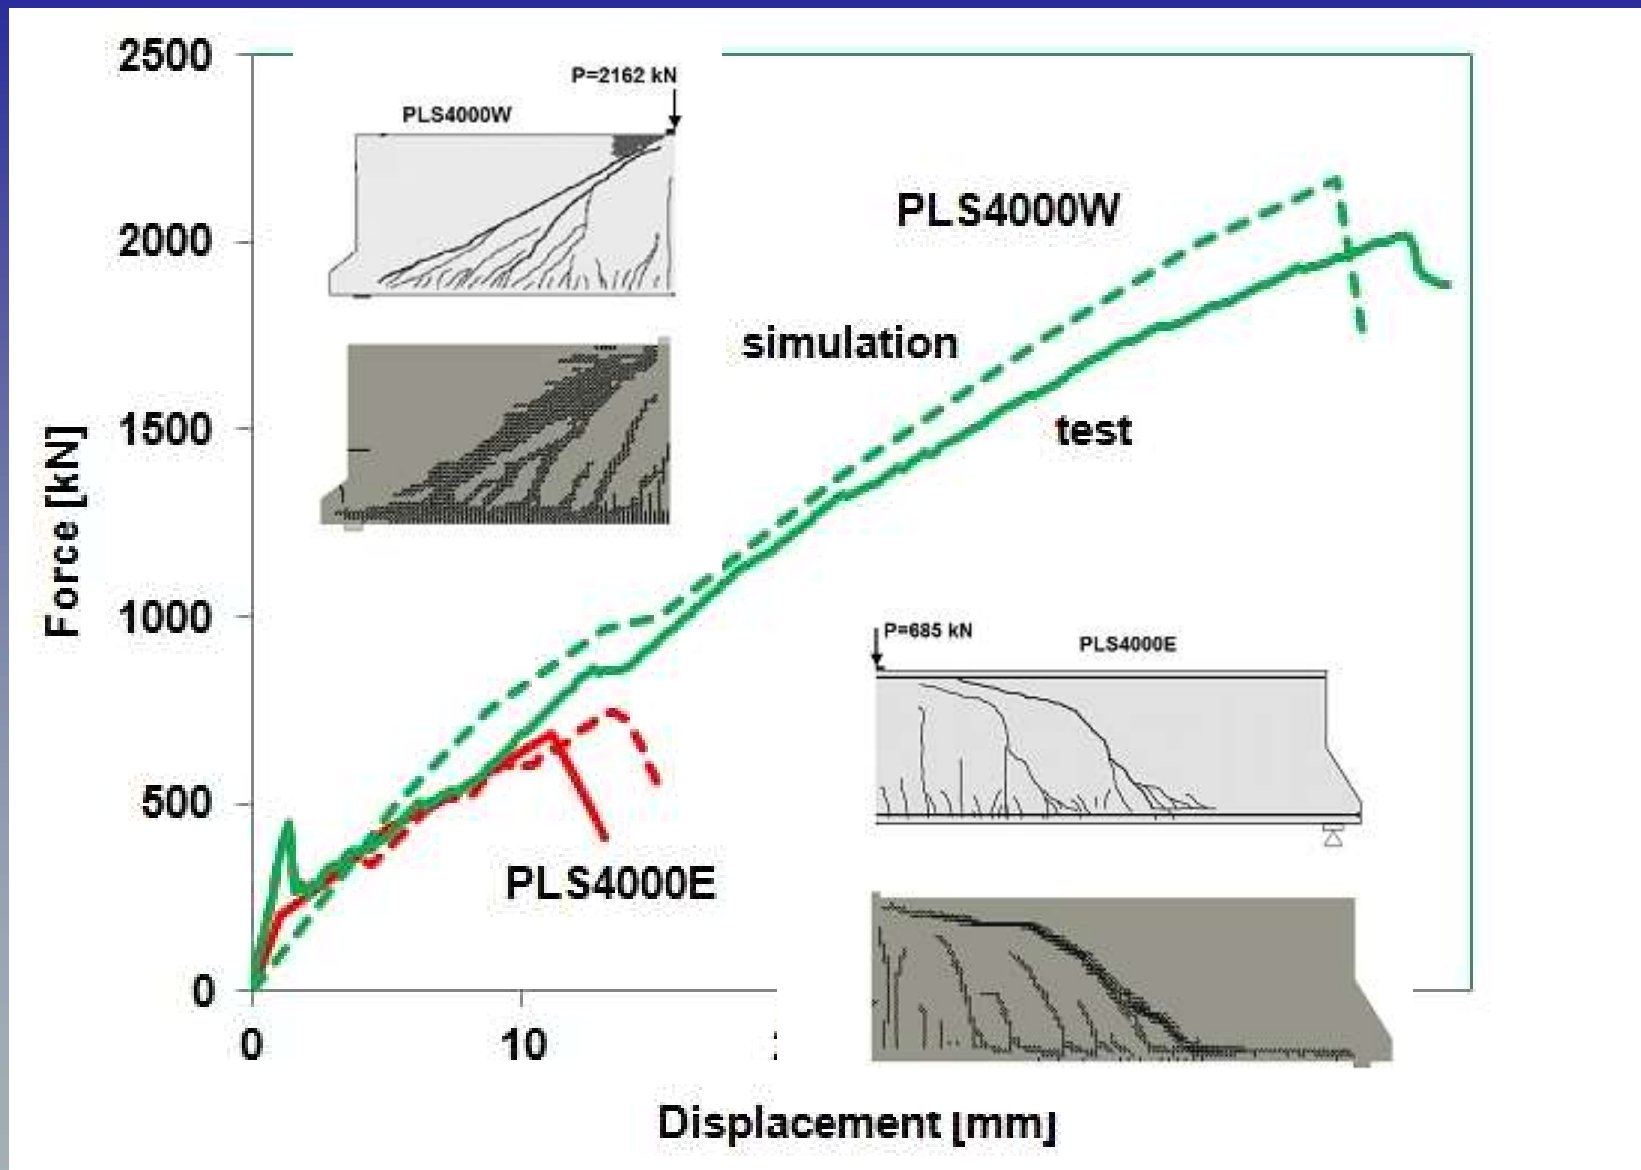 2500
P=2162 kN
PLS4000W
PLS4000W
2000
simulation
1500
test
Force [kN]
1000
P=685 kN
PLS4000E
500
PLS4000E
0
0
10
Displacement [mm]